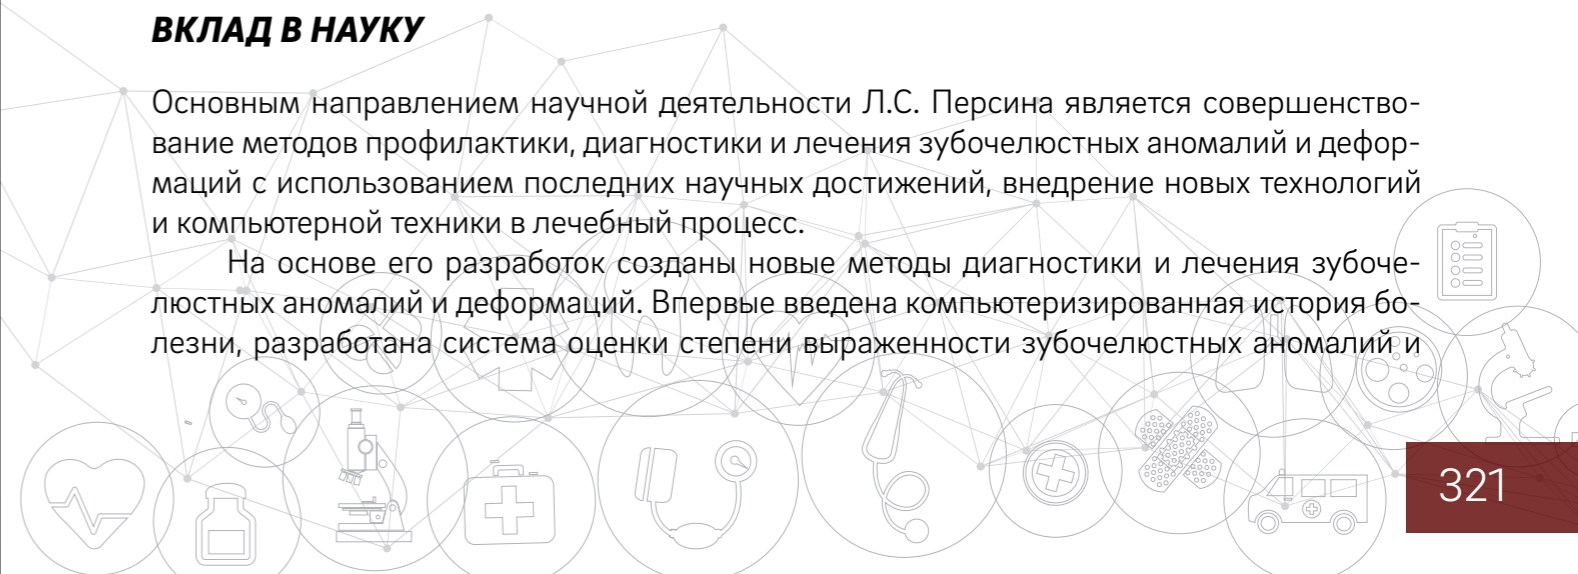 ВКЛАД В НАУКУ
Основным направлением научной деятельности Л.С. Персина является совершенство-
вание методов профилактики, диагностики и лечения зубочелюстных аномалий и дефор-
маций с использованием последних научных достижений, внедрение новых технологий
и компьютерной техники в лечебный процесс.
На основе его разработок созданы новые методы диагностики и лечения зубоче-
люстных аномалий и деформаций. Впервые введена компьютеризированная история бо-
лезни, разработана система оценки степени выраженности зубочелюстных аномалий и
321